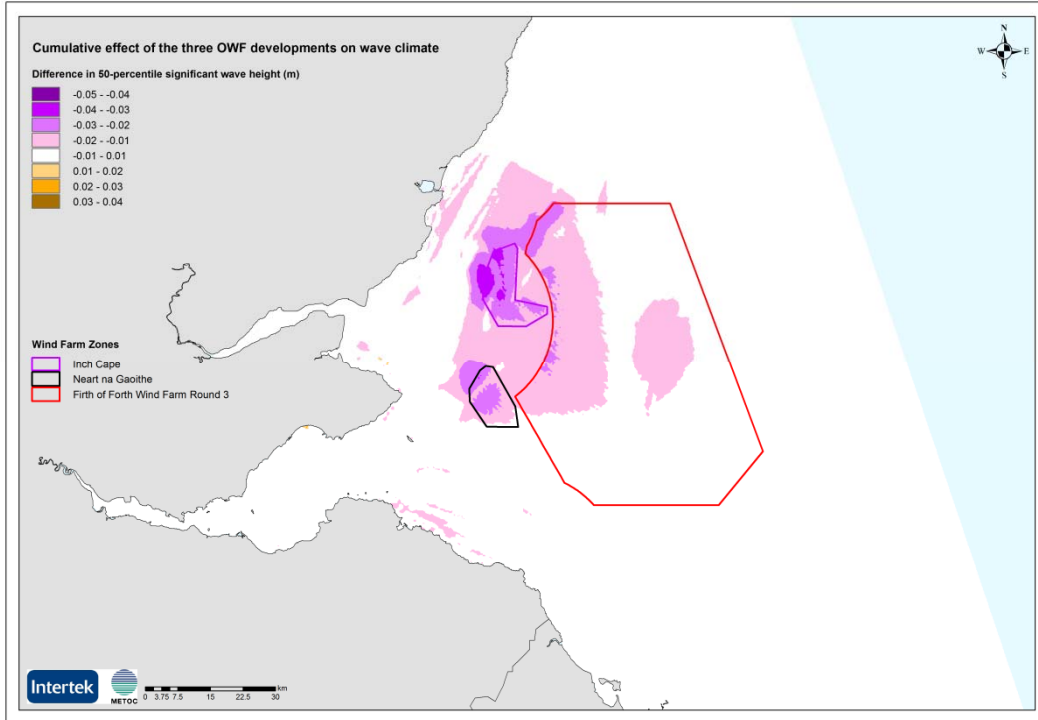 Cumulative effect of the three OWF developments on wave climate
Difference in 50-percentile significant wave height (m)
-0.05 - -0.04
-0.04 - -0.03
-0.03 - -0.02
-0.02 - -0.01
-0.01 - 0.01
0.01 - 0.02
0.02 - 0.03
0.03 - 0.04
N
W E
S
Wind Farm Zones
Inch Cape
Neart na Gaoithe
Firth of Forth Wind Farm Round 3
Intertek
METOC
km
0 3.75 7.5 15 22.5 30